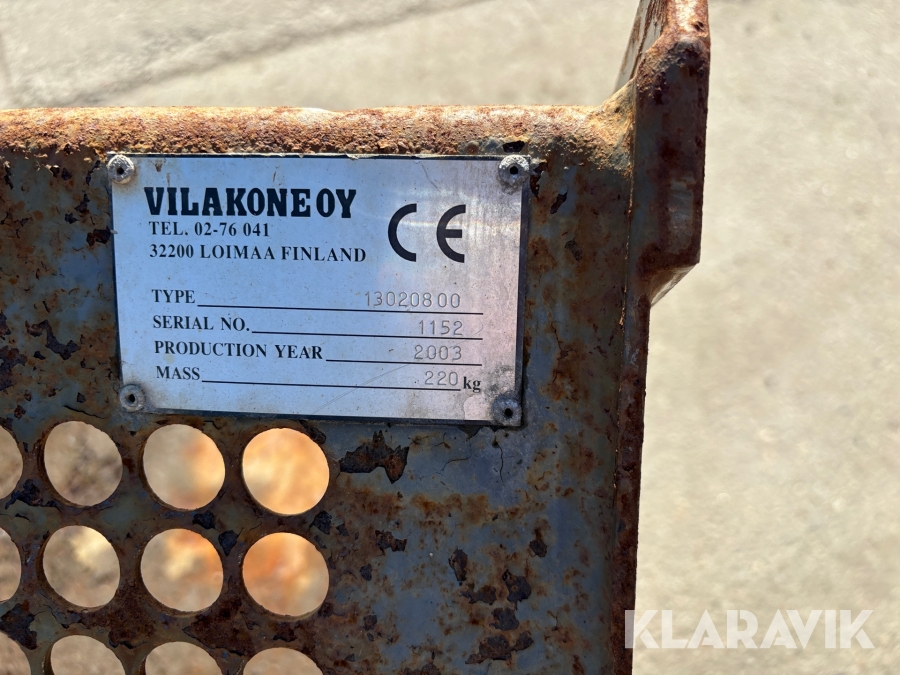 VILAKONE OY
TEL. 02-76 041
32200 LOIMAA FINLAND
CE
TYPE 13020800
SERIAL NO. 1152
PRODUCTION YEAR 2003
MASS 220 kg
KLARAVIK